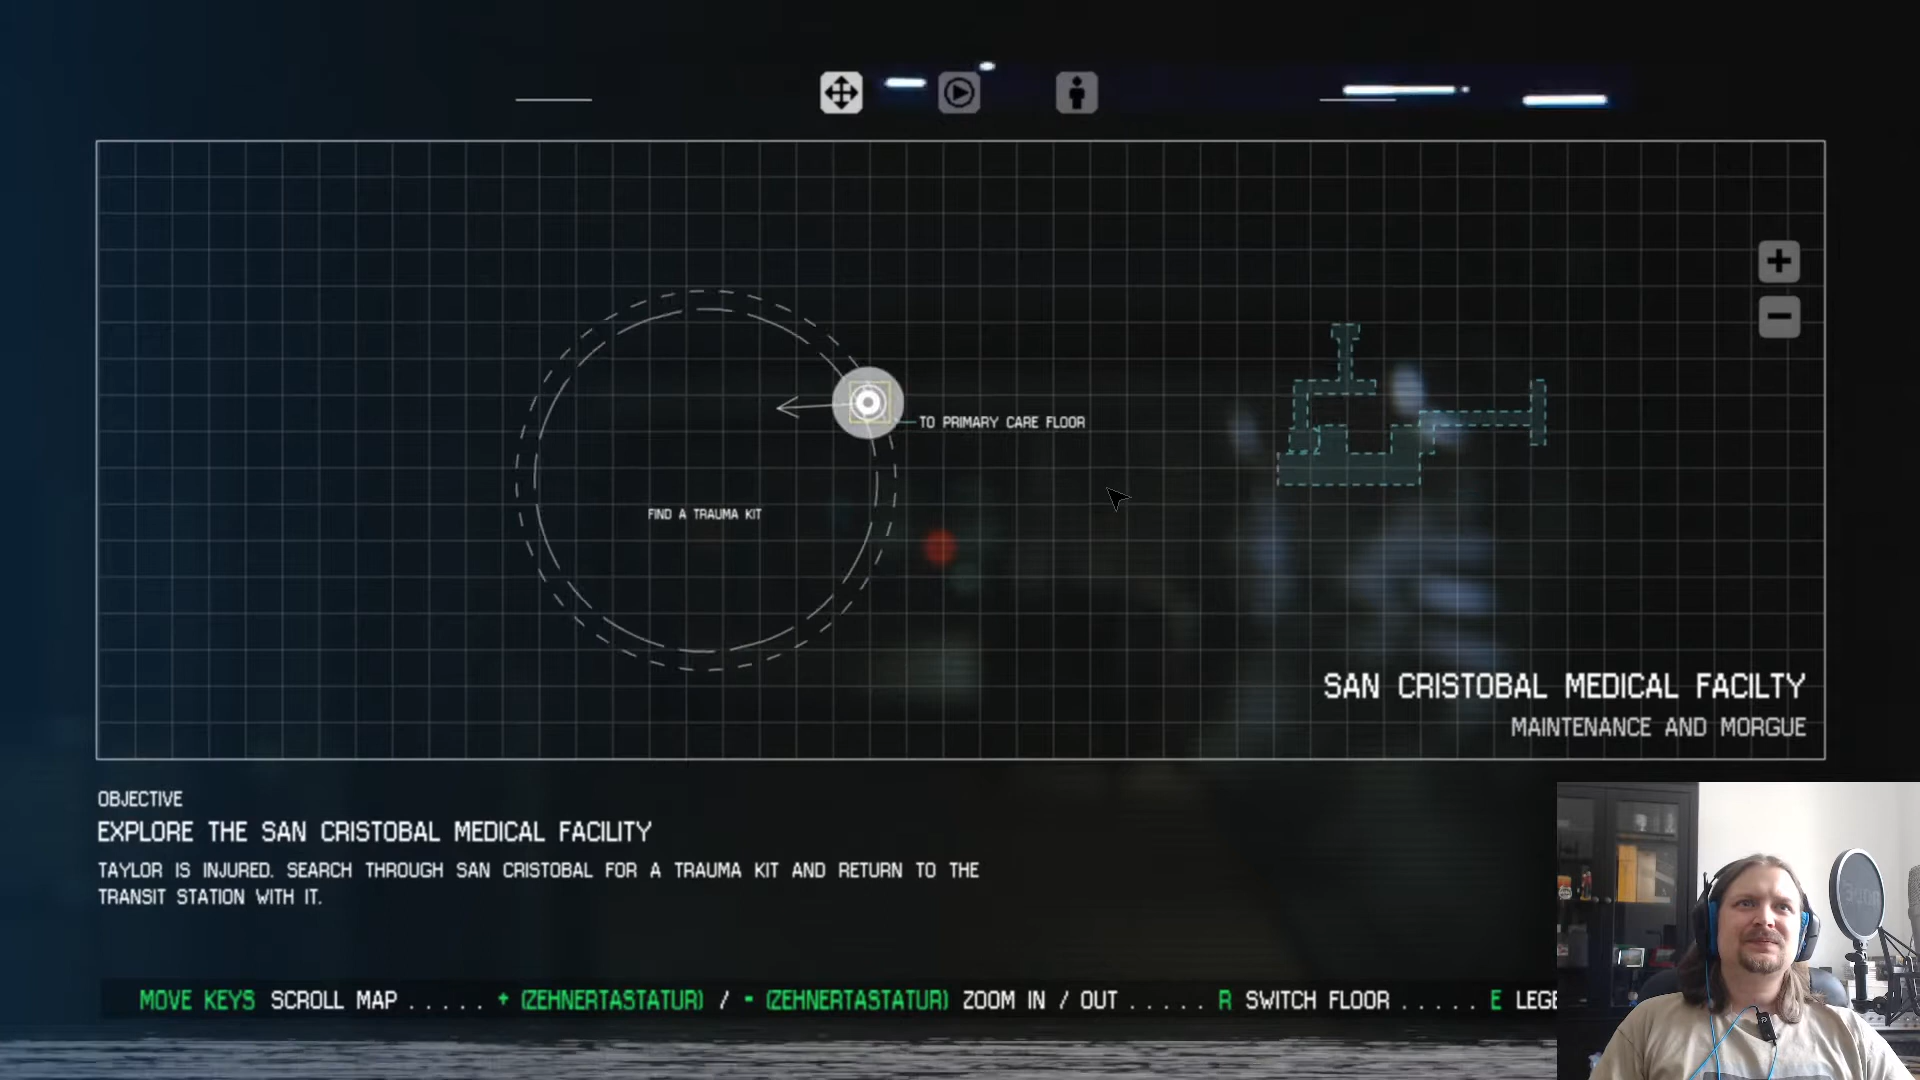 TO PRIMARY CARE FLOOR
FIND A TRAUMA KIT
SAN CRISTOBAL MEDICAL FACILTY
MAINTENANCE AND MORGUE
OBJECTIVE
EXPLORE THE SAN CRISTOBAL MEDICAL FACILITY
TAYLOR IS INJURED. SEARCH THROUGH SAN CRISTOBAL FOR A TRAUMA KIT AND RETURN TO THE
TRANSIT STATION WITH IT.
MOVE KEYS SCROLL MAP ..... + (ZEHNERTASTATUR) / - (ZEHNERTASTATUR) ZOOM IN / OUT ..... R SWITCH FLOOR ..... E LEGE